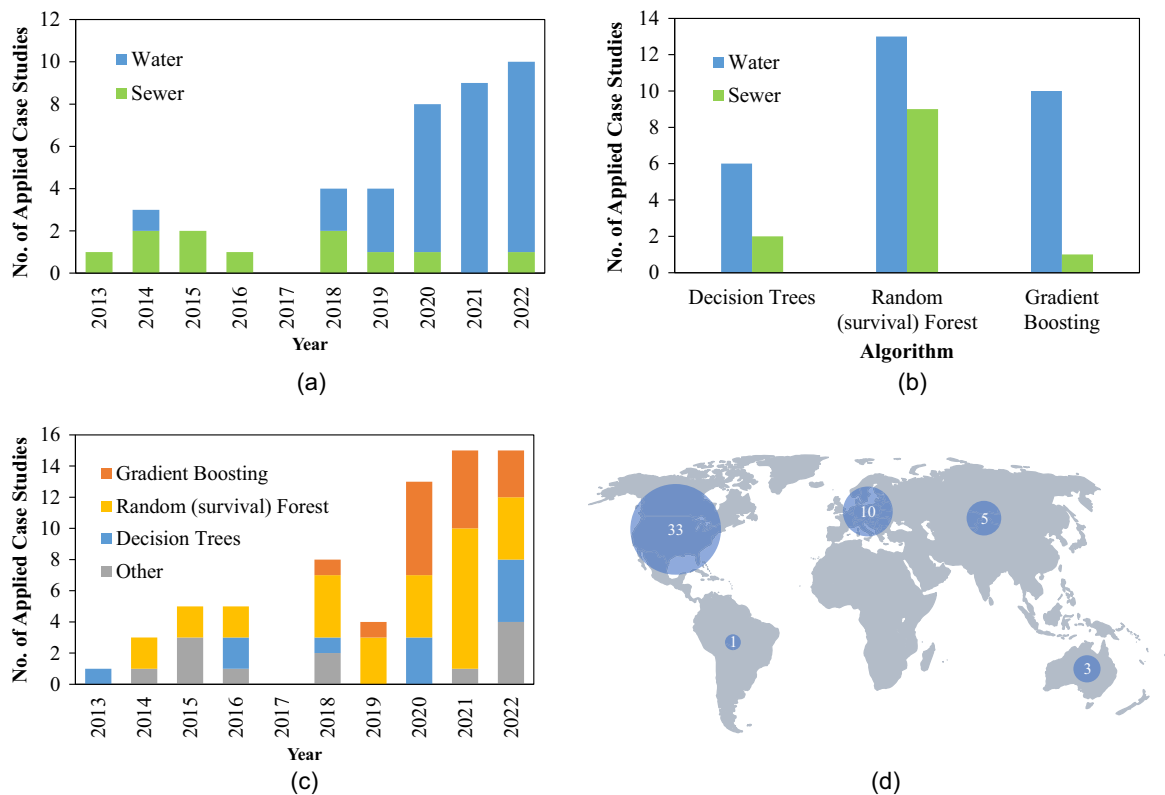 No. of Applied Case Studies
12
10
8
6
4
2
0
Water
Sewer
2013
2014
2015
2016
2017
2018
2019
2020
2021
2022
Year
(a)
No. of Applied Case Studies
14
12
10
8
6
4
2
0
Water
Sewer
Decision Trees
Random
(survival) Forest
Gradient
Boosting
Algorithm
(b)
No. of Applied Case Studies
16
14
12
10
8
6
4
2
0
Gradient Boosting
Random (survival) Forest
Decision Trees
Other
2013
2014
2015
2016
2017
2018
2019
2020
2021
2022
Year
(c)
33
10
5
1
3
(d)